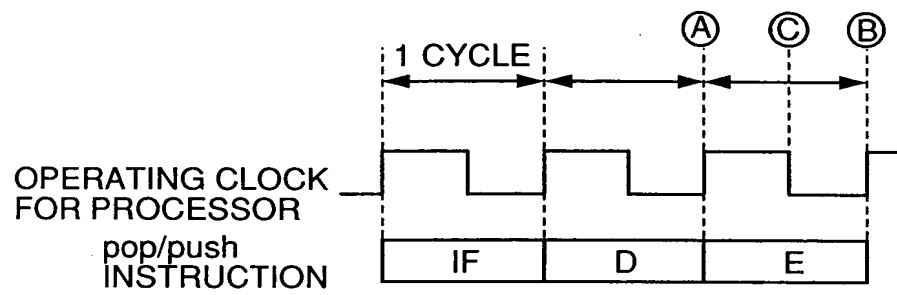 A C B
1 CYCLE
OPERATING CLOCK
FOR PROCESSOR
pop/push
INSTRUCTION
IF D E